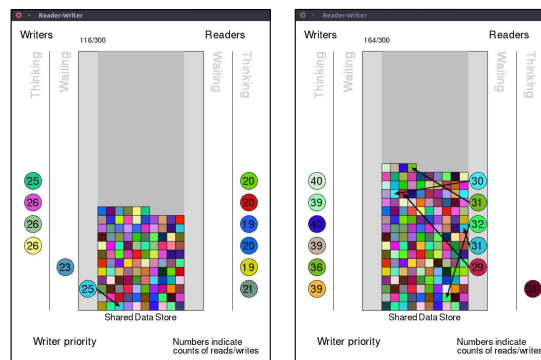 Reader-Writer
Writers
Readers
116/300
Thinking
Waiting
Waiting
Thinking
25
26
26
26
23
25
20
20
19
20
19
21
Shared Data Store
Writer priority
Numbers indicate
counts of reads/writes
Reader-Writer
Writers
Readers
164/300
Thinking
Waiting
Waiting
Thinking
40
39
40
39
36
39
30
31
32
31
29
31
Shared Data Store
Writer priority
Numbers indicate
counts of reads/writes